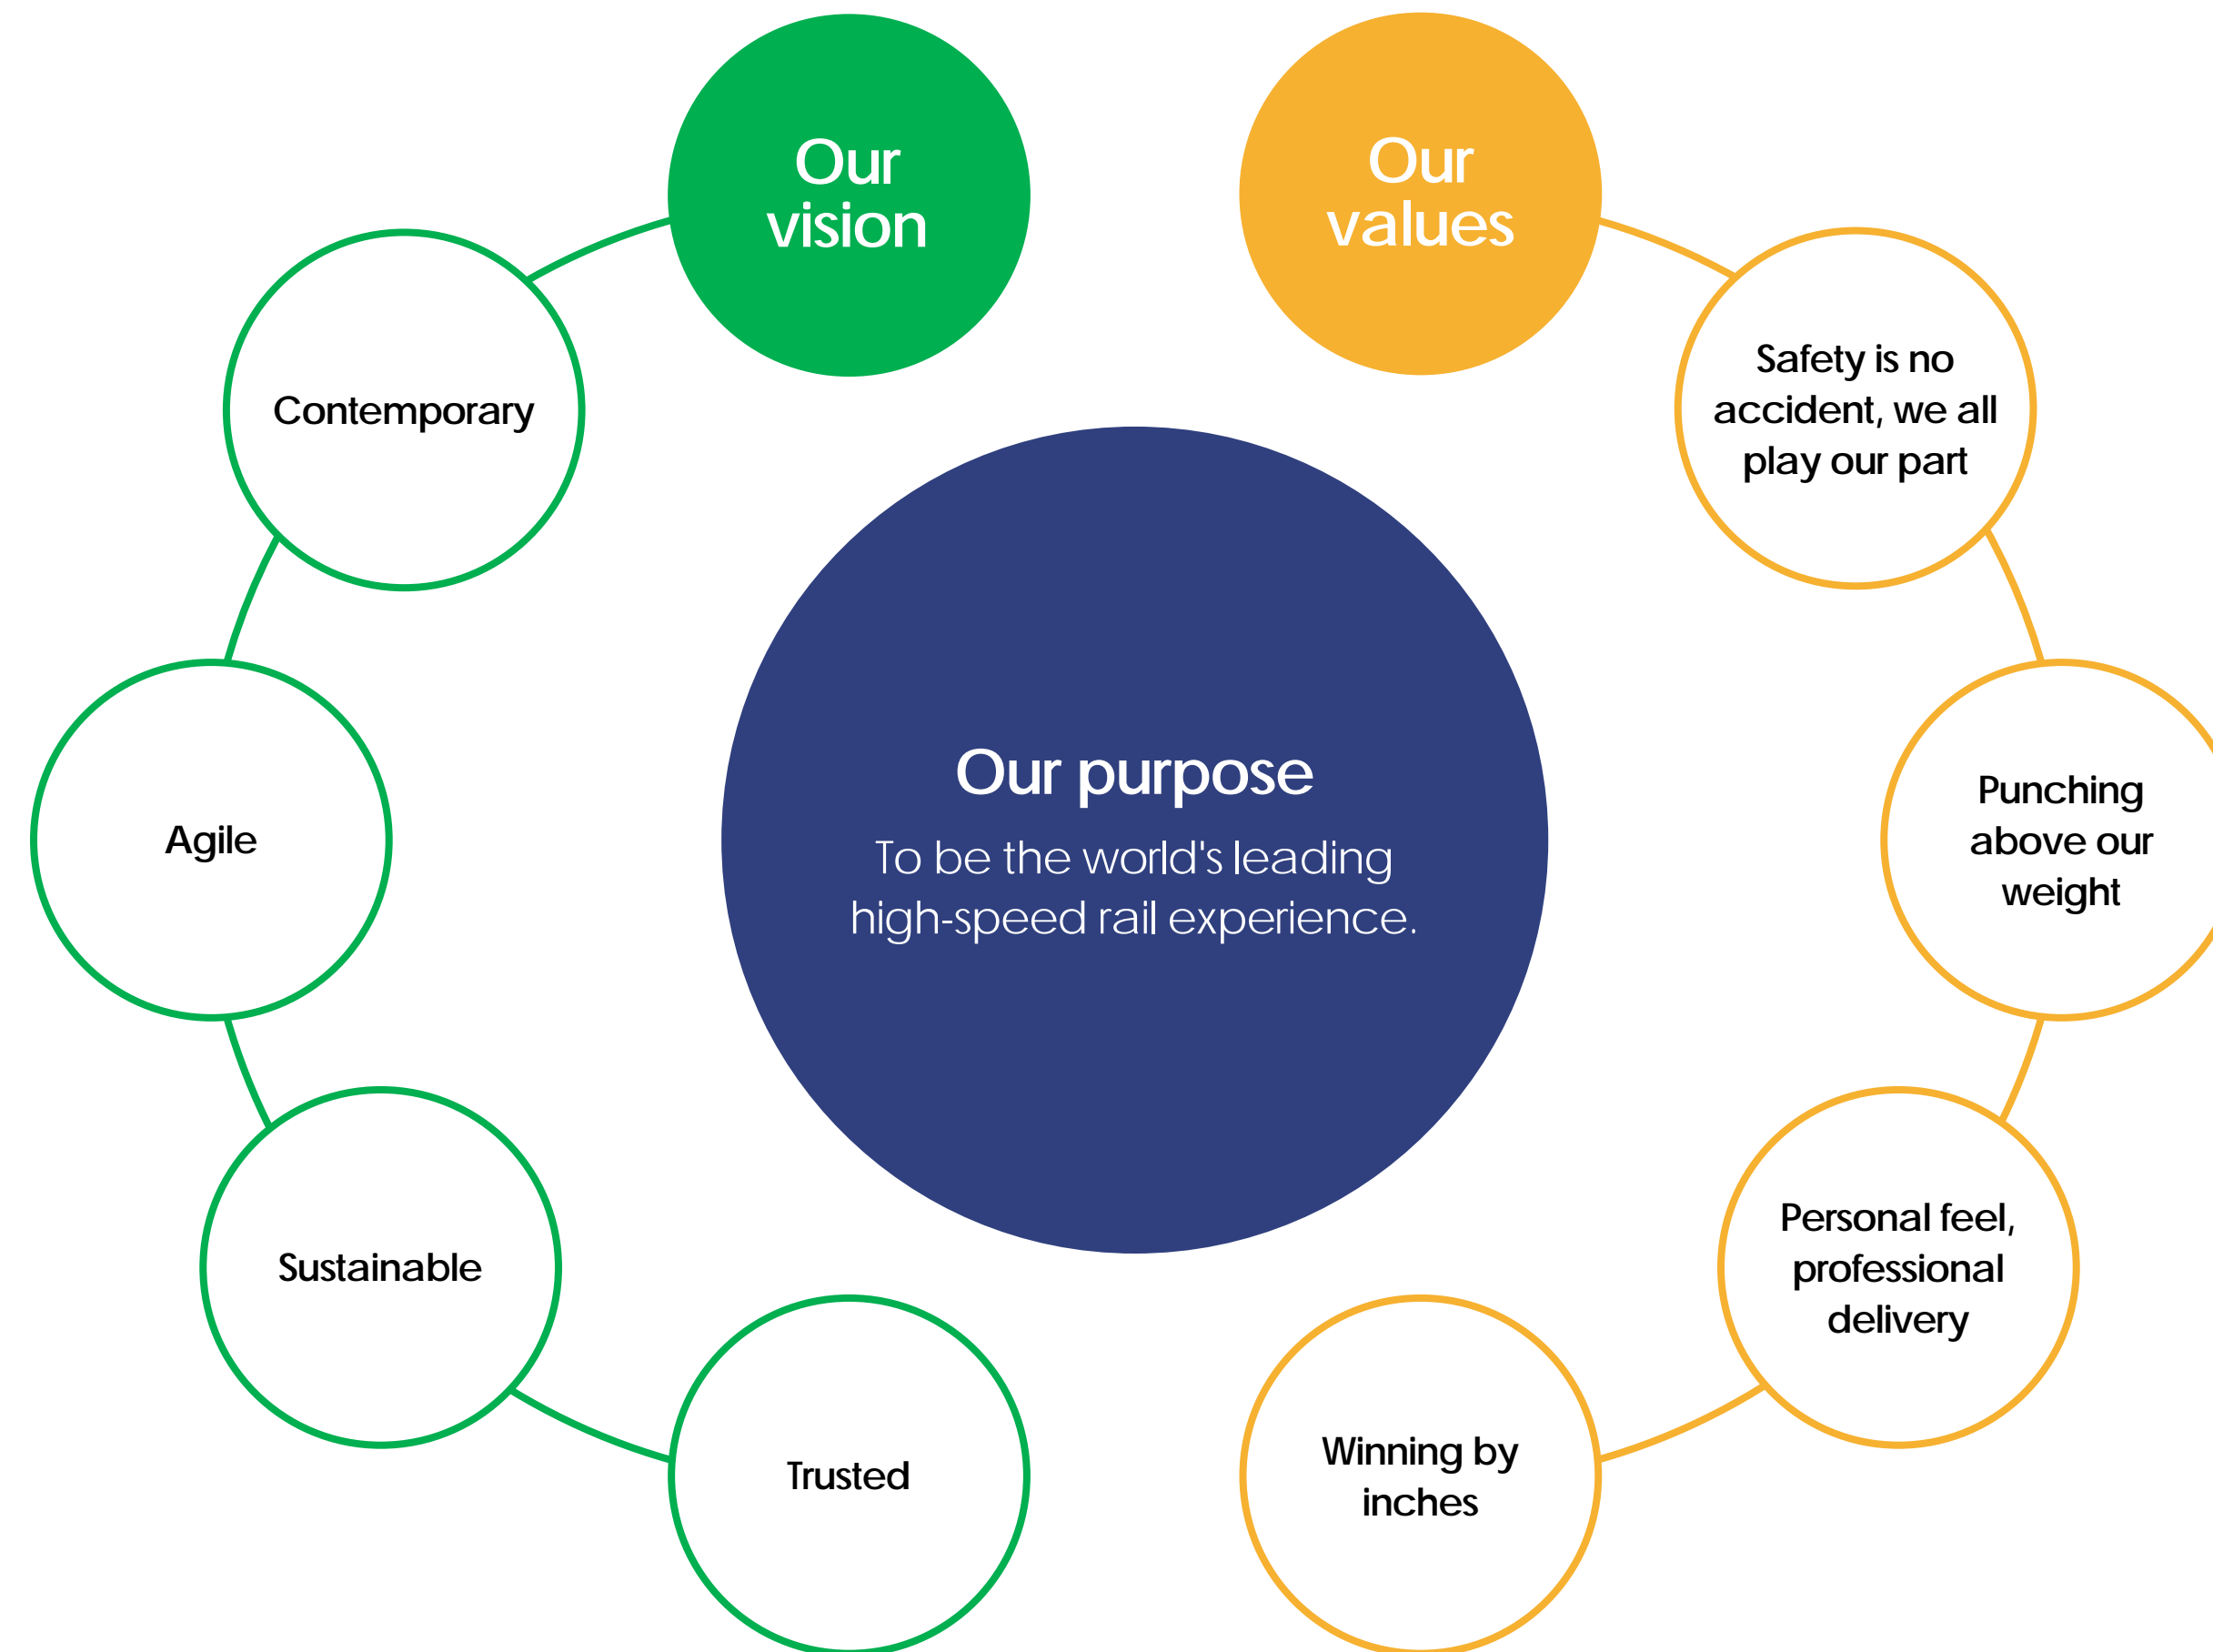 Our
vision
Contemporary
Agile
Sustainable
Trusted
Our purpose
To be the world's leading
high-speed rail experience.
Our
values
Safety is no
accident, we all
play our part
Punching
above our
weight
Personal feel,
professional
delivery
Winning by
inches